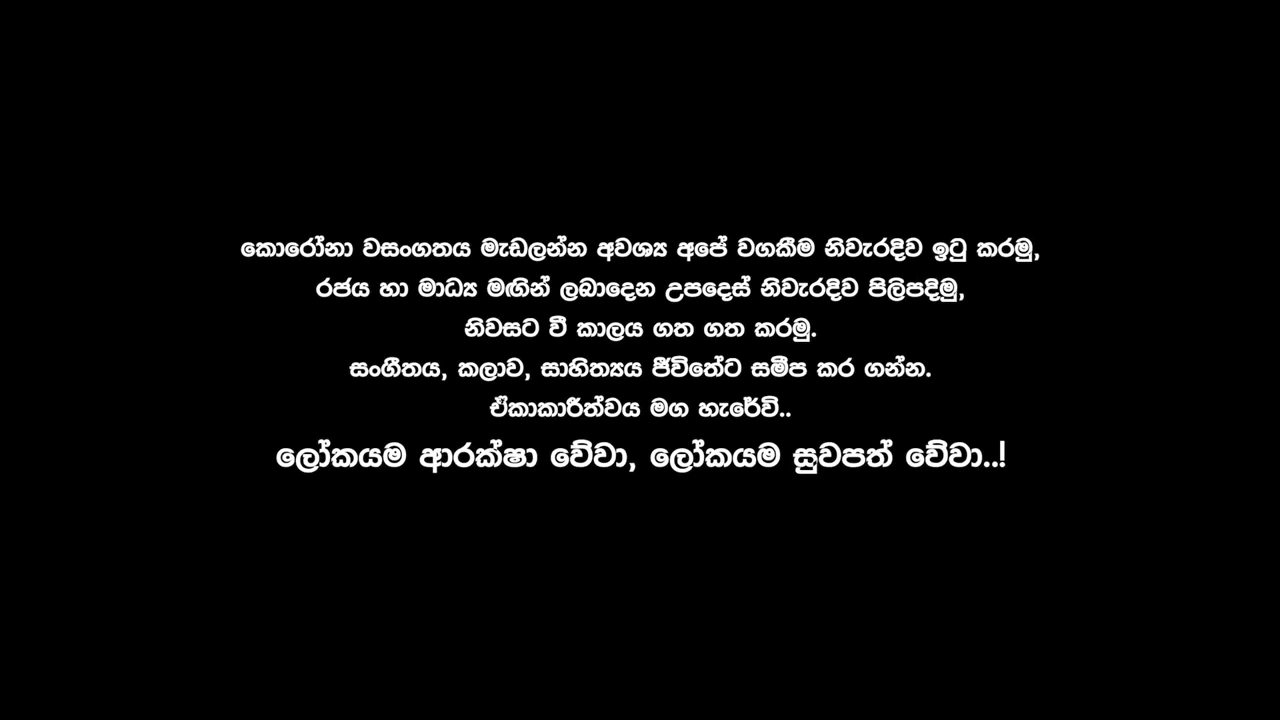 කොරෝනා වසංගතය මැඩලන්න අවශ්‍ය අපේ වගකීම නිවැරදිව ඉටු කරමු,
රජය හා මාධ්‍ය මඟින් ලබාදෙන උපදෙස් නිවැරදිව පිලිපදිමු,
නිවසට වී කාලය ගත ගත කරමු.
සංගීතය, කලාව, සාහිත්‍යය ජීවිතේට සමීප කර ගන්න.
ඒකාකාරීත්වය මග හැරේවි..
ලෝකයම ආරක්ෂා වේවා, ලෝකයම සුවපත් වේවා..!